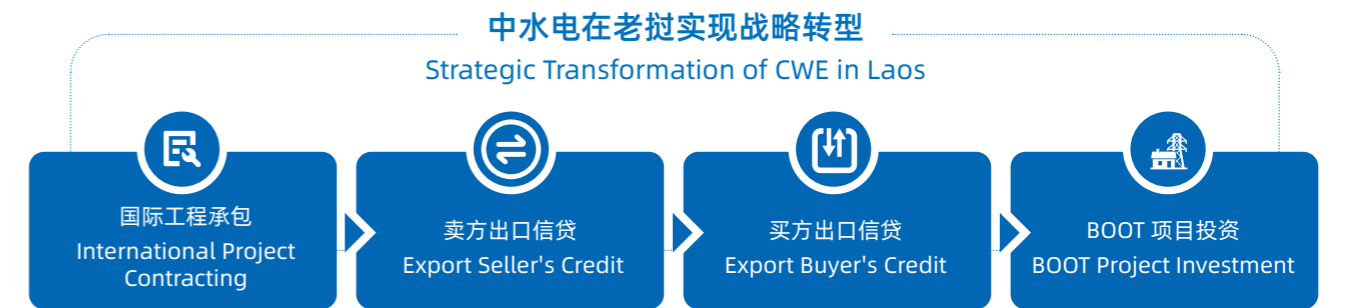 中水电在老挝实现战略转型
Strategic Transformation of CWE in Laos
国际工程承包
International Project
Contracting
卖方出口信贷
Export Seller's Credit
买方出口信贷
Export Buyer's Credit
BOOT 项目投资
BOOT Project Investment